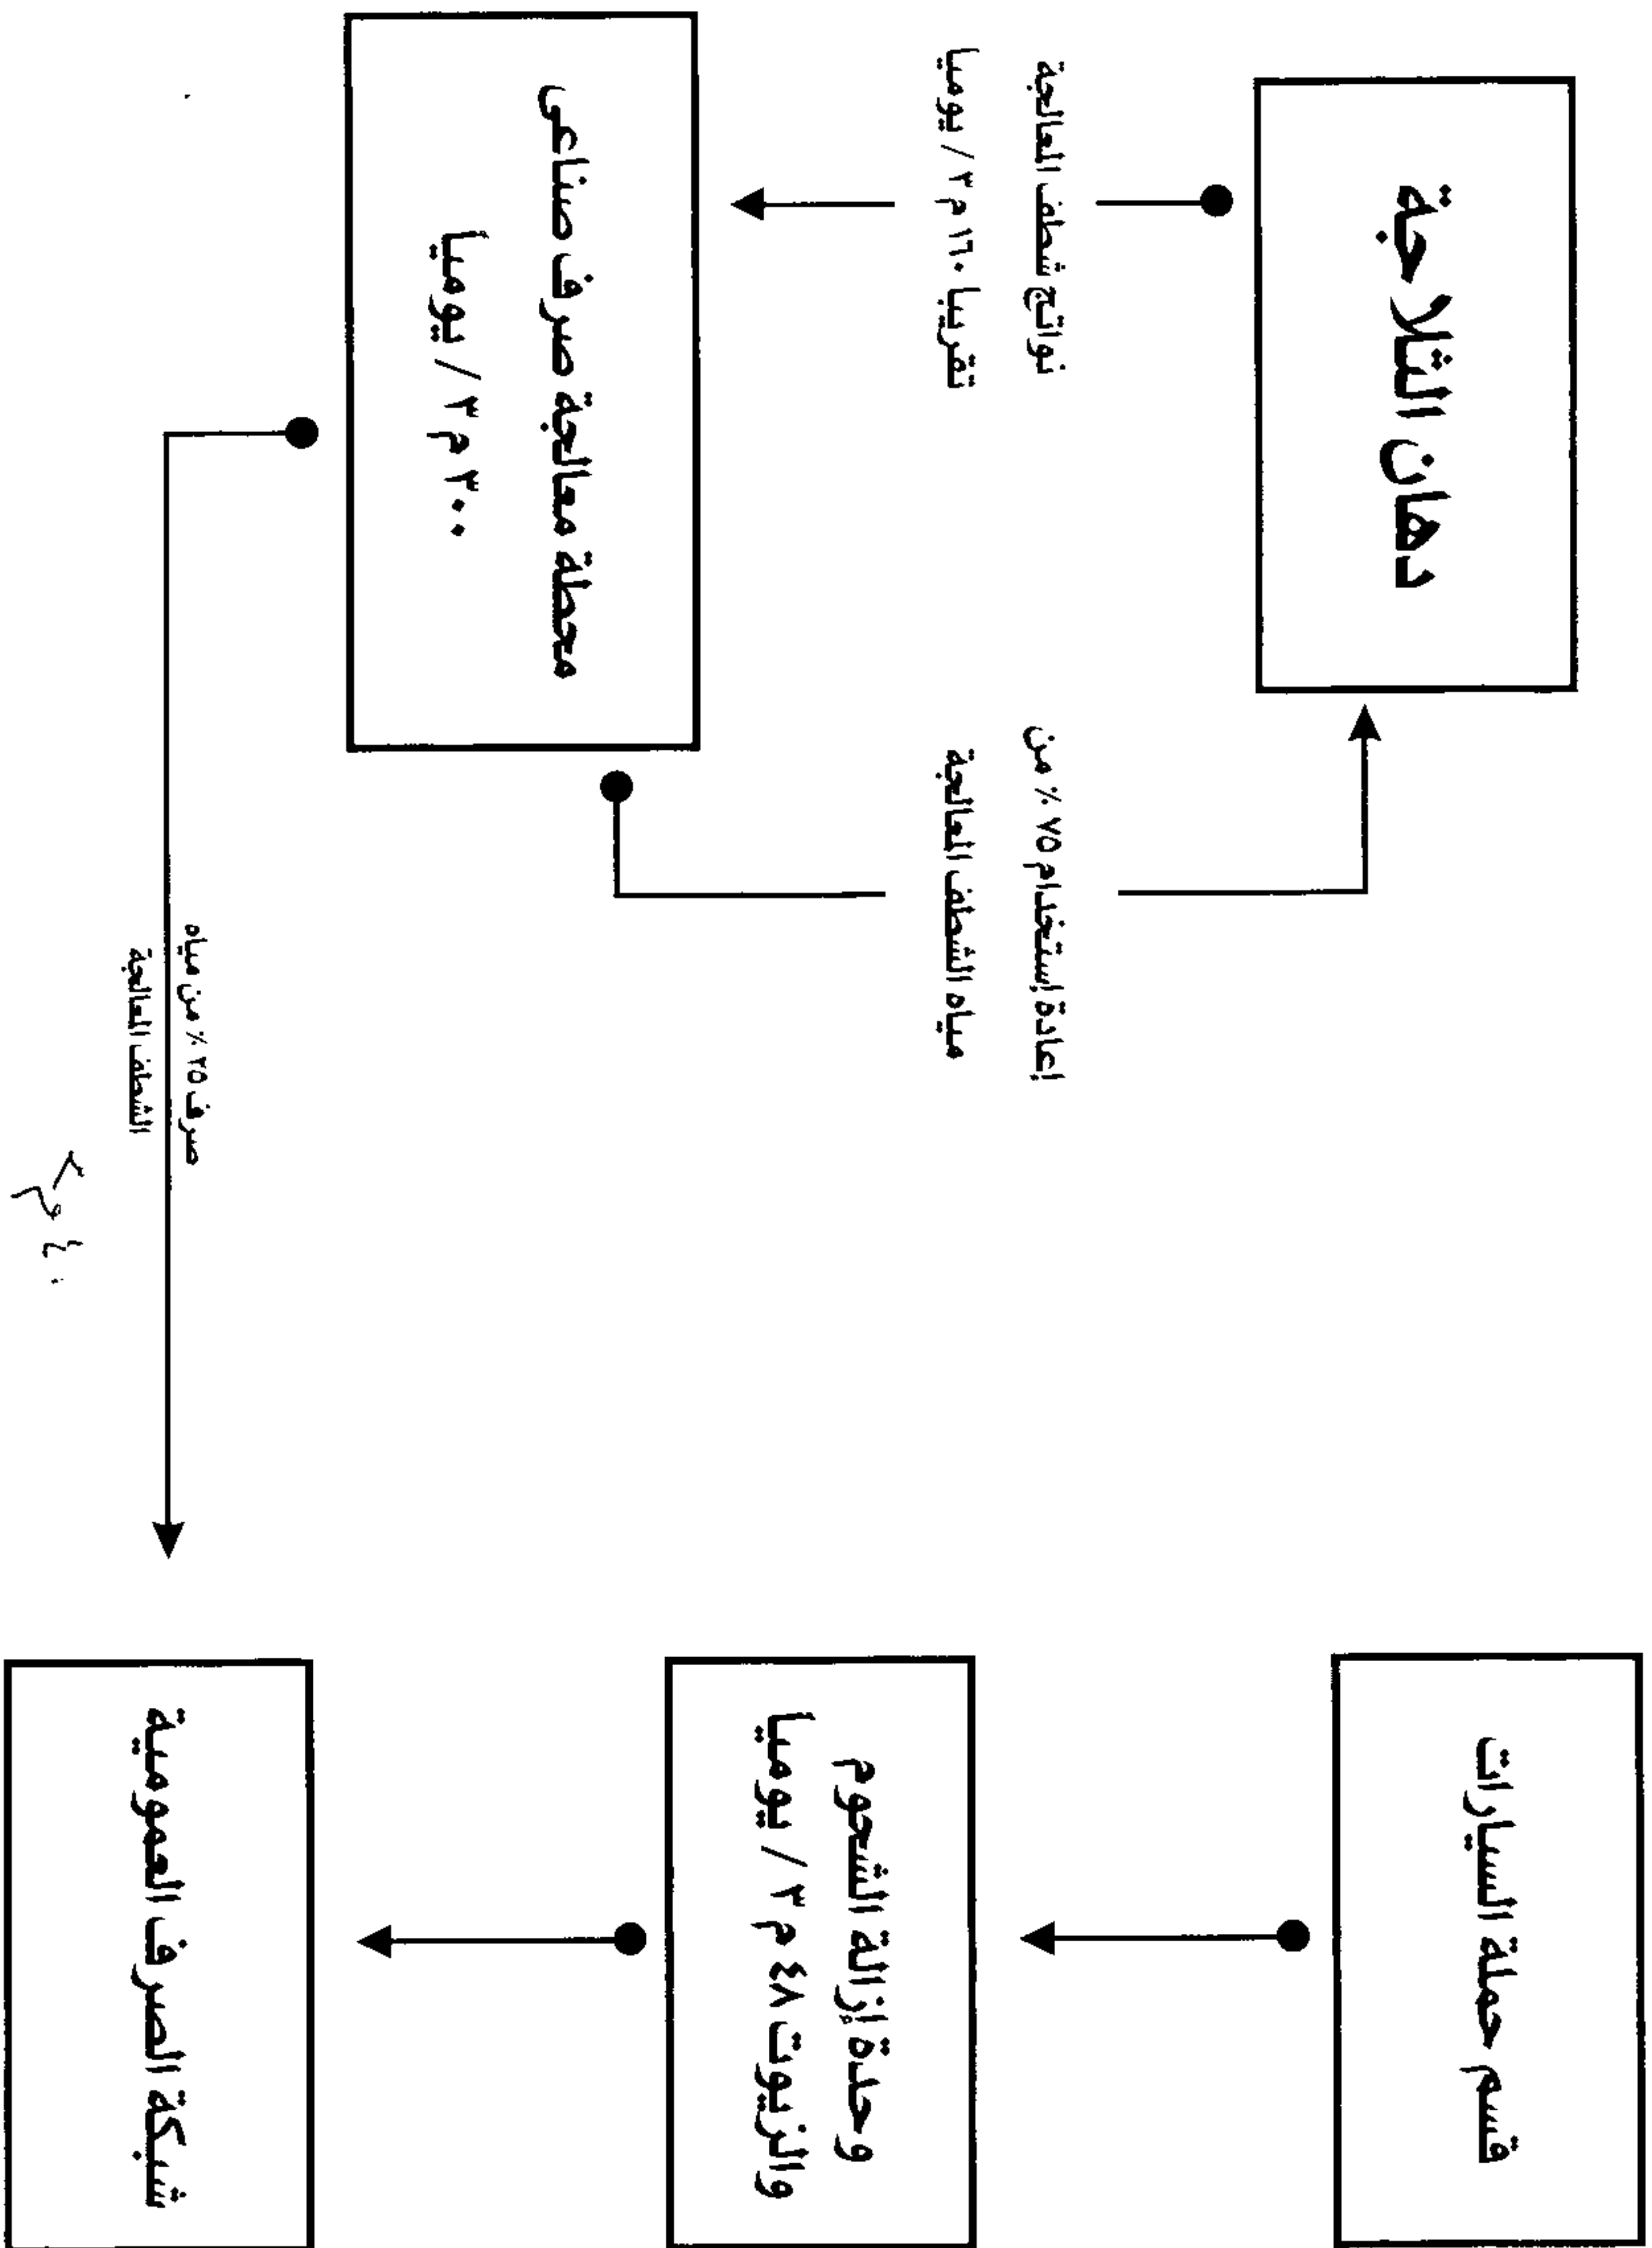 قسم حملة السيارات
دهان التلاجة
وحدة إزالة الشحوم
والزيوت ٤٨ م ٣ / يوميا
إعادة إستخدام ٧٥ ٪ من
مياه الشطف المعالجة
نواتج شطف المعالجة
تقريبا ١٦٠ م ٣ / يوميا
محطة معالجة صرف صناعى
٣٠٠ م ٣ / يومياً
شبكة الصرف العمومية
صرف ٢٥ ٪ من مياه
الشطف المعالجة